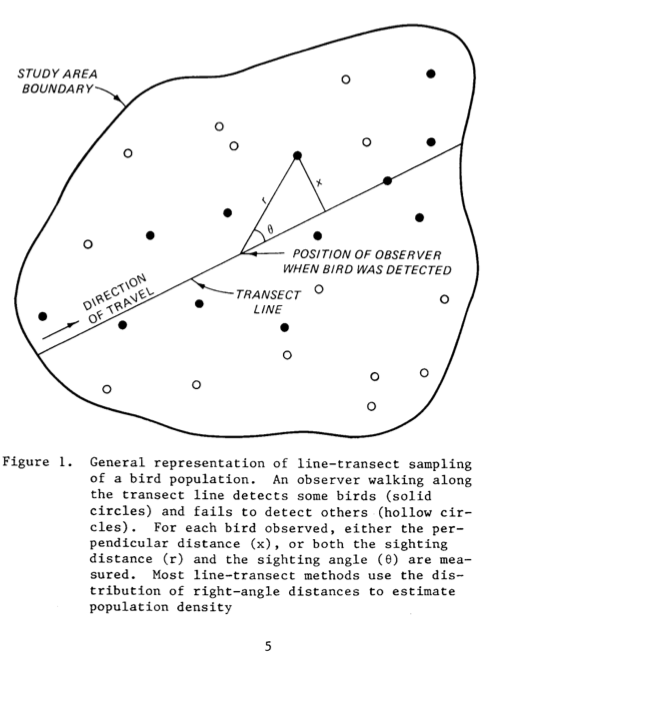 STUDY AREA
BOUNDARY
r
x
θ
POSITION OF OBSERVER
WHEN BIRD WAS DETECTED
DIRECTION
OF TRAVEL
TRANSECT
LINE
Figure 1. General representation of line-transect sampling
of a bird population. An observer walking along
the transect line detects some birds (solid
circles) and fails to detect others (hollow cir-
cles). For each bird observed, either the per-
pendicular distance (x), or both the sighting
distance (r) and the sighting angle (θ) are mea-
sured. Most line-transect methods use the dis-
tribution of right-angle distances to estimate
population density
5